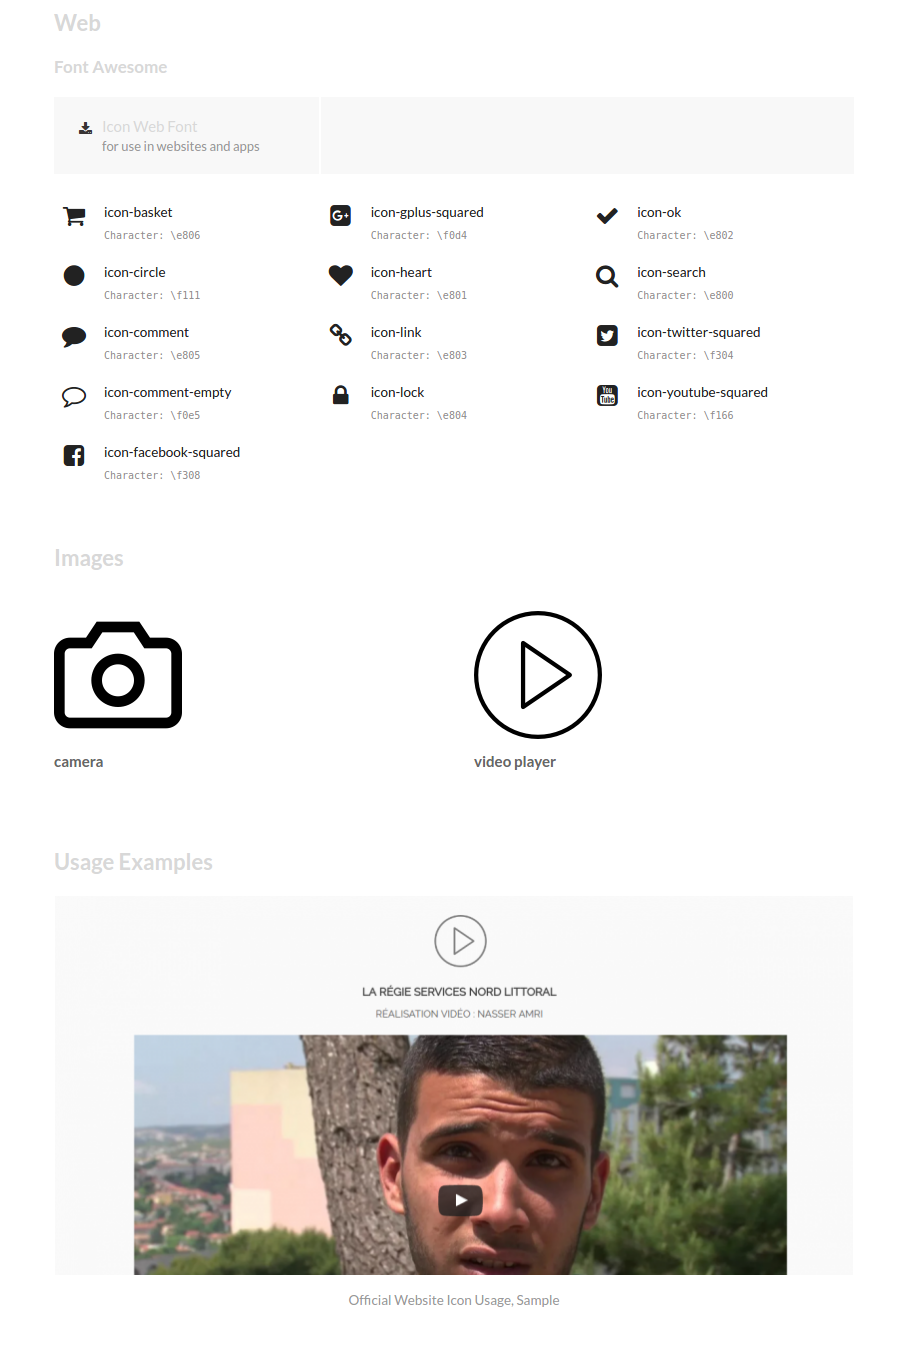 Web
Font Awesome
Icon Web Font
for use in websites and apps
icon-basket
Character: \e806
icon-gplus-squared
Character: \f0d4
icon-ok
Character: \e802
icon-circle
Character: \f111
icon-heart
Character: \e801
icon-search
Character: \e800
icon-comment
Character: \e805
icon-link
Character: \e803
icon-twitter-squared
Character: \f304
icon-comment-empty
Character: \f0e5
icon-lock
Character: \e804
You
Tube
icon-youtube-squared
Character: \f166
icon-facebook-squared
Character: \f308
Images
camera
video player
Usage Examples
LA RÉGIE SERVICES NORD LITTORAL
RÉALISATION VIDÉO : NASSER AMRI
Official Website Icon Usage, Sample